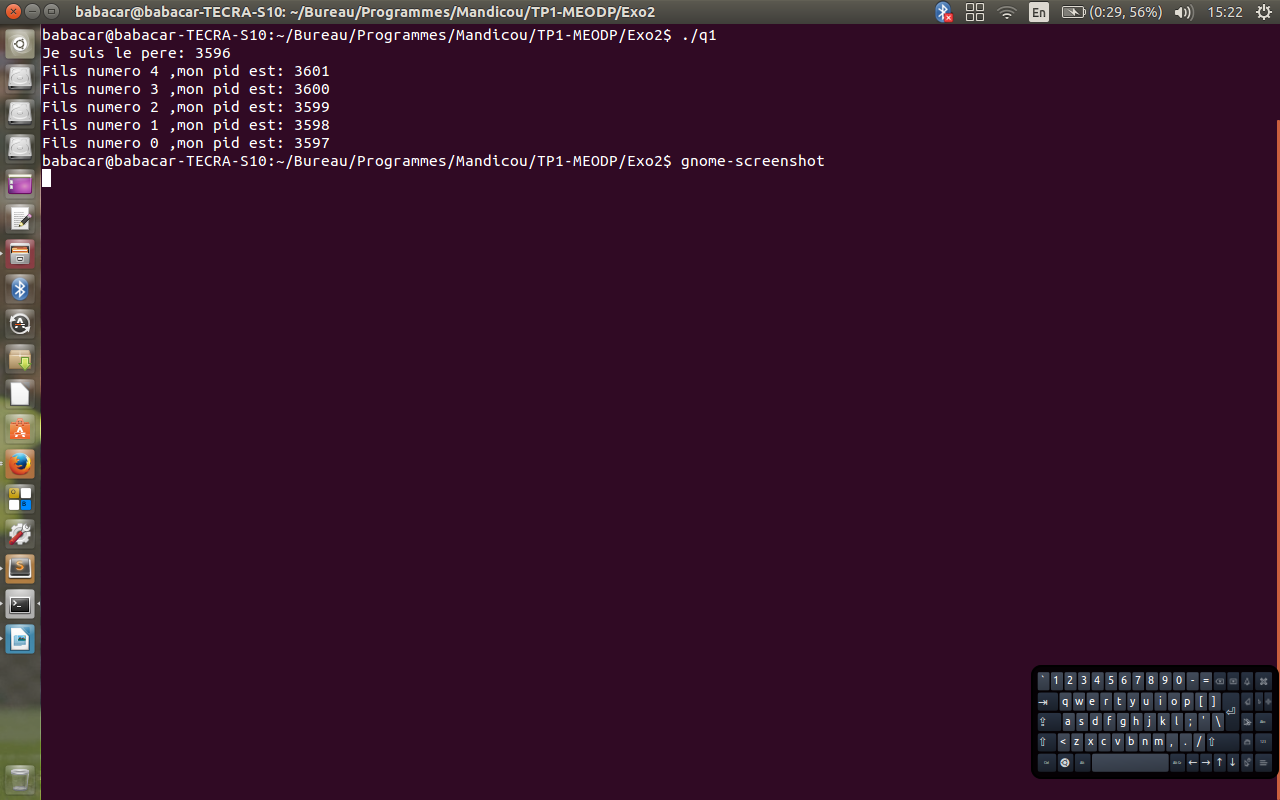 babacar@babacar-TECRA-S10: ~/Bureau/Programmes/Mandicou/TP1-MEODP/Exo2
En (0:29, 56%) 15:22
babacar@babacar-TECRA-S10:~/Bureau/Programmes/Mandicou/TP1-MEODP/Exo2$ ./q1
Je suis le pere: 3596
Fils numero 4 ,mon pid est: 3601
Fils numero 3 ,mon pid est: 3600
Fils numero 2 ,mon pid est: 3599
Fils numero 1 ,mon pid est: 3598
Fils numero 0 ,mon pid est: 3597
babacar@babacar-TECRA-S10:~/Bureau/Programmes/Mandicou/TP1-MEODP/Exo2$ gnome-screenshot
` 1 2 3 4 5 6 7 8 9 0 - =
q w e r t y u i o p [ ]
a s d f g h j k l ; ' \
< z x c v b n m , . /